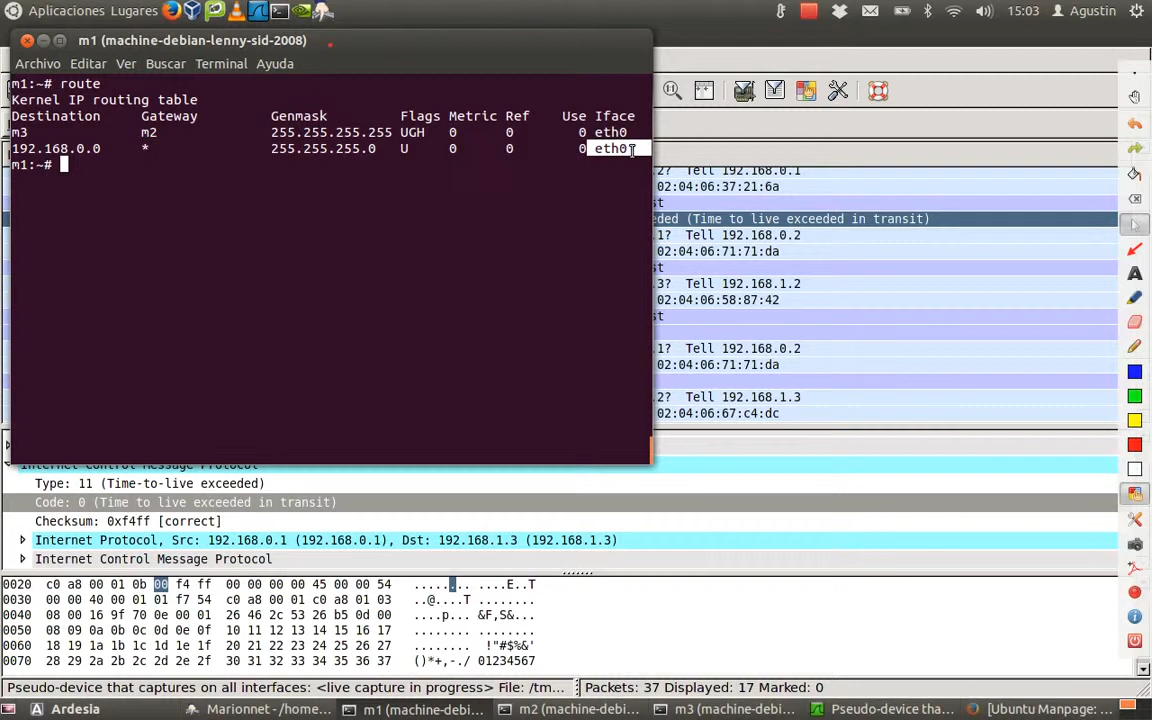 Aplicaciones Lugares 15:03 Agustin
m1 (machine-debian-lenny-sid-2008)
Archivo Editar Ver Buscar Terminal Ayuda
m1:~# route
Kernel IP routing table
Destination Gateway Genmask Flags Metric Ref Use Iface
m3 m2 255.255.255.255 UGH 0 0 0 eth0
192.168.0.0 * 255.255.255.0 U 0 0 0 eth0
m1:~#
.2? Tell 192.168.0.1
02:04:06:37:21:6a
st
eded (Time to live exceeded in transit)
.1? Tell 192.168.0.2
02:04:06:71:71:da
st
.3? Tell 192.168.1.2
02:04:06:58:87:42
st
.1? Tell 192.168.0.2
02:04:06:71:71:da
.2? Tell 192.168.1.3
02:04:06:67:c4:dc
Internet Control Message Protocol
Type: 11 (Time-to-live exceeded)
Code: 0 (Time to live exceeded in transit)
Checksum: 0xf4ff [correct]
Internet Protocol, Src: 192.168.0.1 (192.168.0.1), Dst: 192.168.1.3 (192.168.1.3)
Internet Control Message Protocol
0020 c0 a8 00 01 0b 00 f4 ff 00 00 00 00 45 00 00 54 ........ ....E..T
0030 00 00 40 00 01 01 f7 54 c0 a8 00 01 c0 a8 01 03 ..@....T ........
0040 08 00 16 9f 70 0e 00 01 26 46 2c 53 26 b5 0d 00 ....p... &F,S&...
0050 08 09 0a 0b 0c 0d 0e 0f 10 11 12 13 14 15 16 17 ........ ........
0060 18 19 1a 1b 1c 1d 1e 1f 20 21 22 23 24 25 26 27 ........ !"#$%&'
0070 28 29 2a 2b 2c 2d 2e 2f 30 31 32 33 34 35 36 37 ()*+,-./ 01234567
Pseudo-device that captures on all interfaces: <live capture in progress> File: /tm... Packets: 37 Displayed: 17 Marked: 0
Ardesia Marionnet - /home... m1 (machine-debi... m2 (machine-debi... m3 (machine-debi... Pseudo-device tha... [Ubuntu Manpage: ...